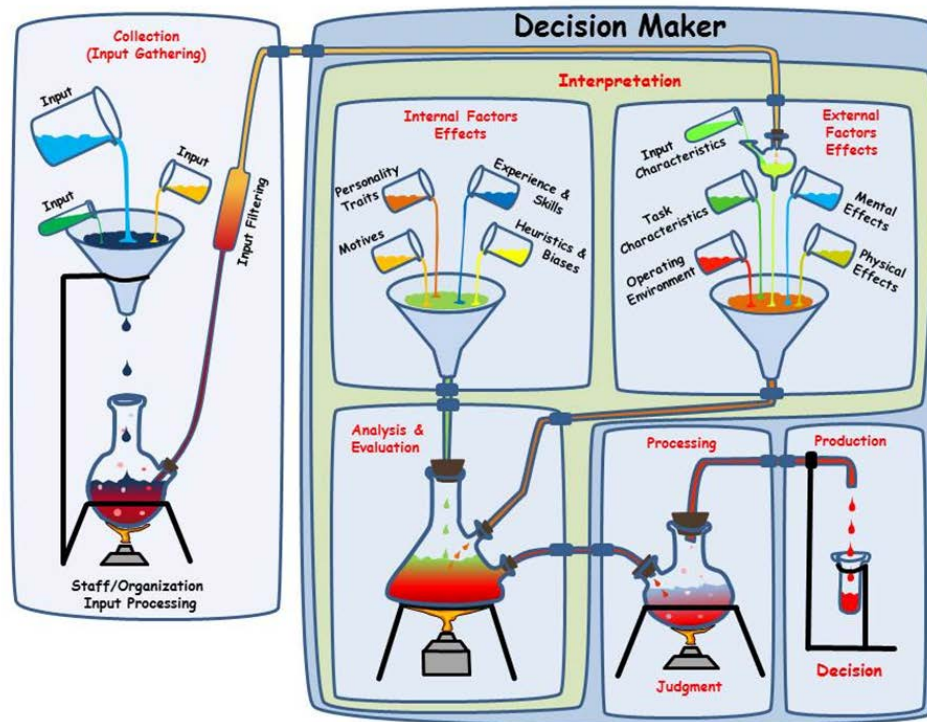 Decision Maker
Collection
(Input Gathering)
Input
Input
Input
Input Filtering
Staff/Organization
Input Processing
Interpretation
Internal Factors
Effects
Personality
Traits
Experience &
Skills
Motives
Heuristics &
Biases
External
Factors
Effects
Input
Characteristics
Task
Characteristics
Mental
Effects
Operating
Environment
Physical
Effects
Analysis &
Evaluation
Processing
Judgment
Production
Decision